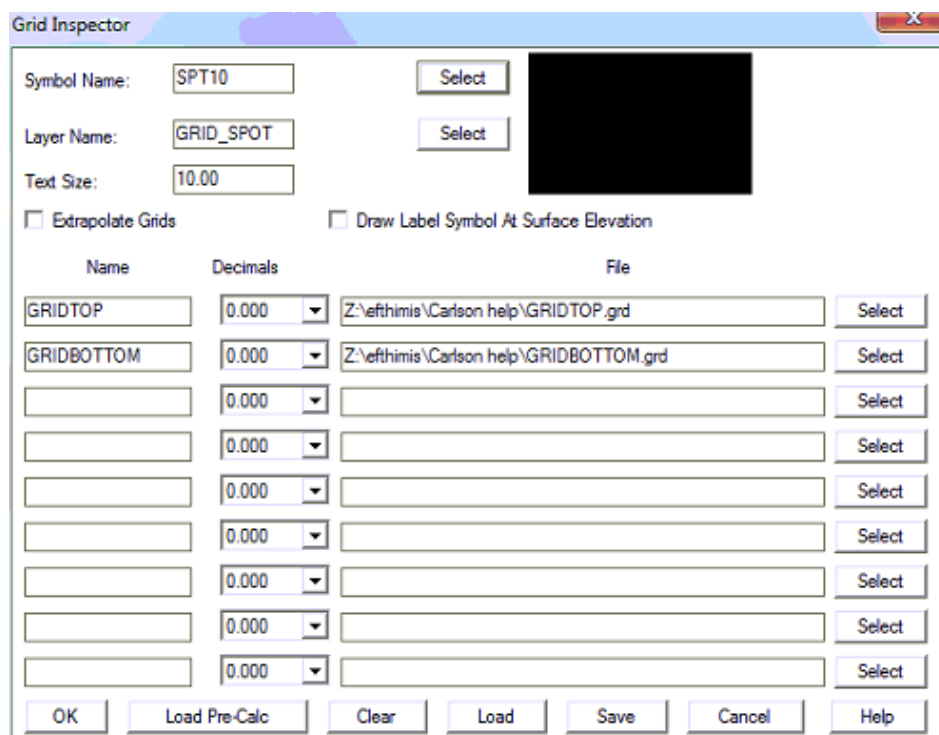 Grid Inspector
Symbol Name: SPT10 Select
Layer Name: GRID_SPOT Select
Text Size: 10.00
Extrapolate Grids Draw Label Symbol At Surface Elevation
Name Decimals File
GRIDTOP 0.000 Z:\efthimis\Carlson help\GRIDTOP.grd Select
GRIDBOTTOM 0.000 Z:\efthimis\Carlson help\GRIDBOTTOM.grd Select
0.000 Select
0.000 Select
0.000 Select
0.000 Select
0.000 Select
0.000 Select
0.000 Select
OK Load Pre-Calc Clear Load Save Cancel Help